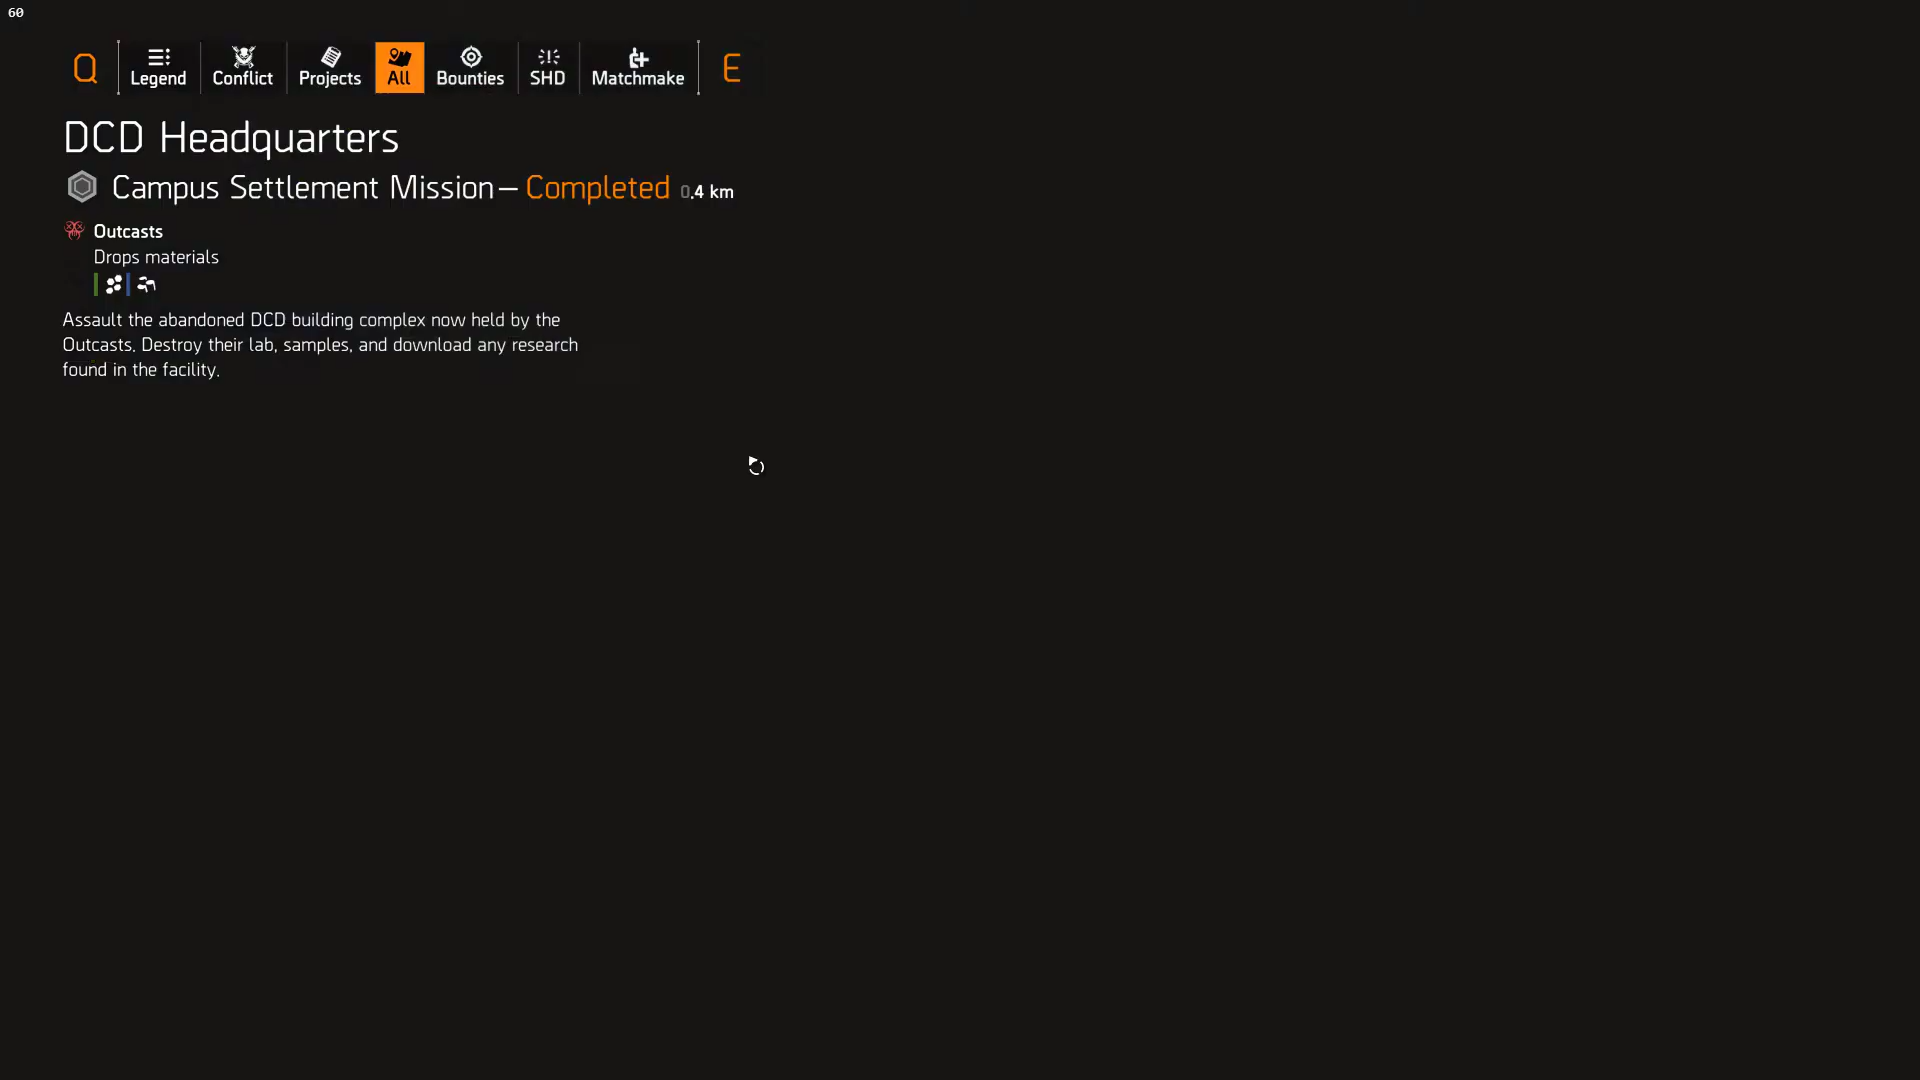 60
Q Legend Conflict Projects All Bounties SHD Matchmake E
DCD Headquarters
Campus Settlement Mission— Completed 0.4 km
Outcasts
Drops materials
Assault the abandoned DCD building complex now held by the
Outcasts. Destroy their lab, samples, and download any research
found in the facility.